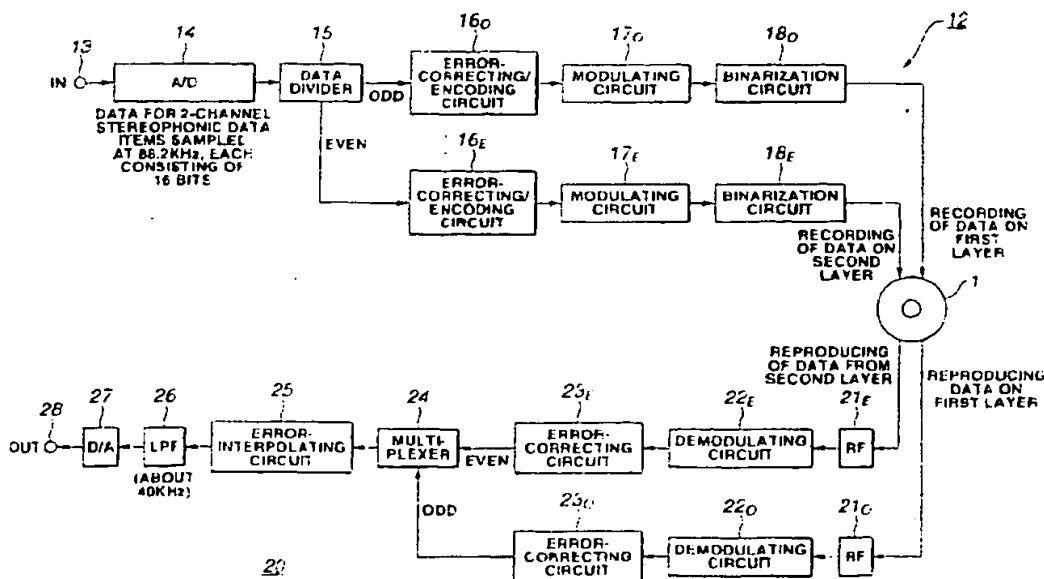 13
14
15
16O
17O
18O
12
IN
A/D
DATA DIVIDER
ODD
ERROR-CORRECTING/ENCODING CIRCUIT
MODULATING CIRCUIT
BINARIZATION CIRCUIT
DATA FOR 2-CHANNEL
STEREOPHONIC DATA
ITEMS SAMPLED
AT 88.2KHz, EACH
CONSISTING OF
16 BITS
EVEN
16E
17E
18E
ERROR-CORRECTING/ENCODING CIRCUIT
MODULATING CIRCUIT
BINARIZATION CIRCUIT
RECORDING
OF DATA ON
SECOND
LAYER
RECORDING
OF DATA ON
FIRST
LAYER
1
REPRODUCING
OF DATA FROM
SECOND LAYER
REPRODUCING
DATA ON
FIRST LAYER
28
27
26
25
24
23E
22E
21E
OUT
D/A
LPF
ERROR-INTERPOLATING CIRCUIT
MULTI-PLEXER
EVEN
ERROR-CORRECTING CIRCUIT
DEMODULATING CIRCUIT
RF
(ABOUT
40KHz)
ODD
23O
22O
21O
ERROR-CORRECTING CIRCUIT
DEMODULATING CIRCUIT
RF
20